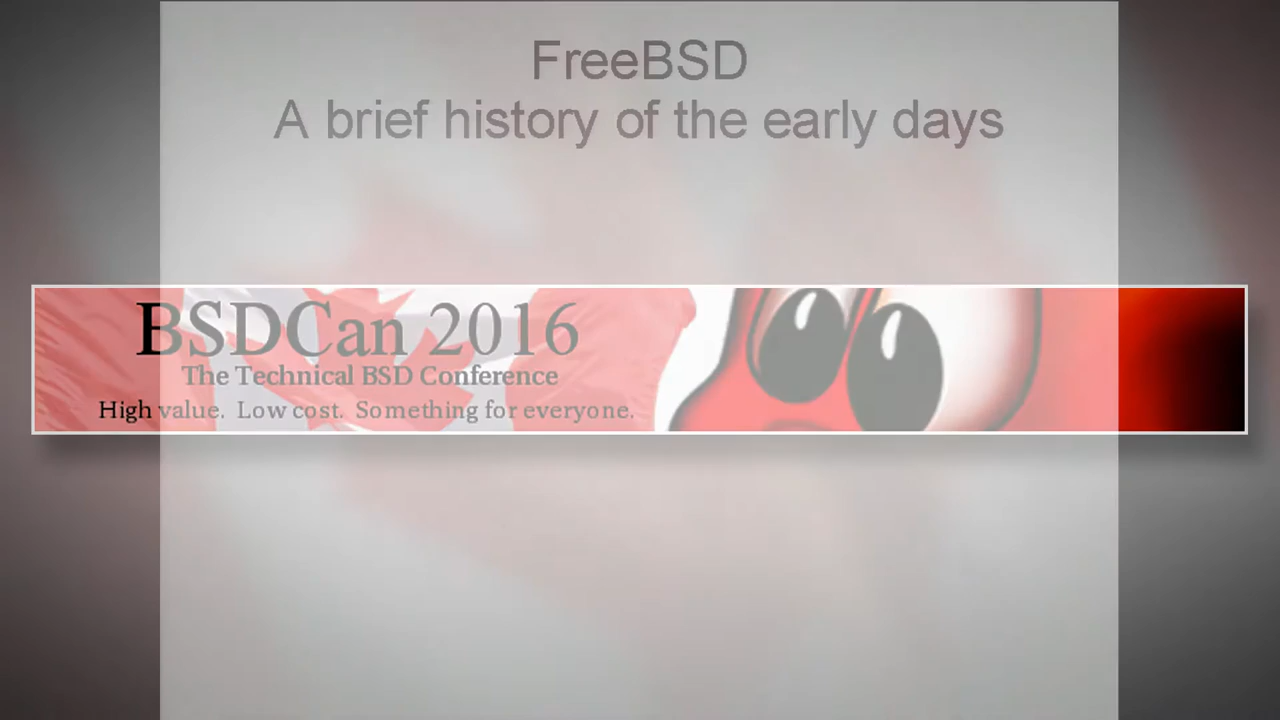 FreeBSD
A brief history of the early days
BSDCan 2016
The Technical BSD Conference
High value. Low cost. Something for everyone.